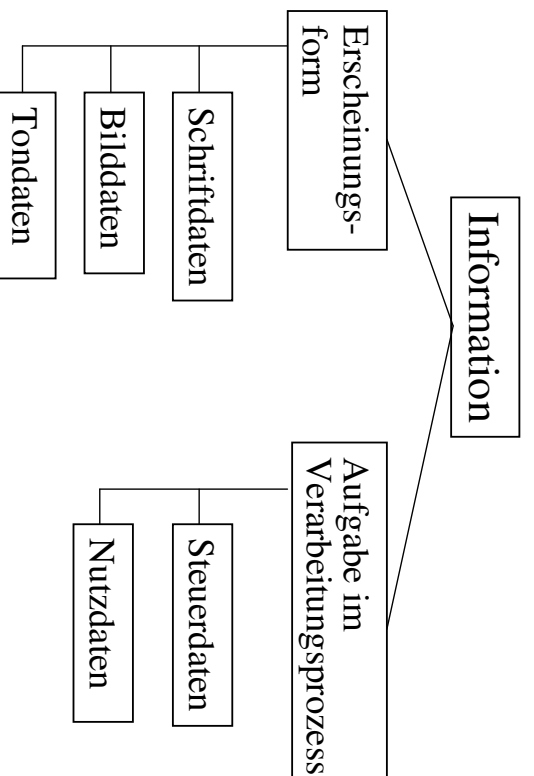 Information
Erscheinungs-
form
Schriftdaten
Bilddaten
Tondaten
Aufgabe im
Verarbeitungsprozess
Steuerdaten
Nutzdaten